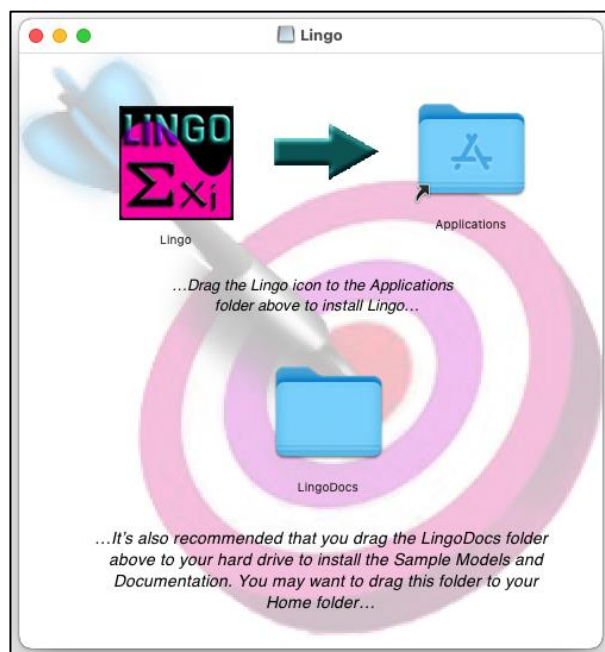 Lingo
LINGO
Σxj
Lingo
Applications
...Drag the Lingo icon to the Applications
folder above to install Lingo...
LingoDocs
...It's also recommended that you drag the LingoDocs folder
above to your hard drive to install the Sample Models and
Documentation. You may want to drag this folder to your
Home folder...